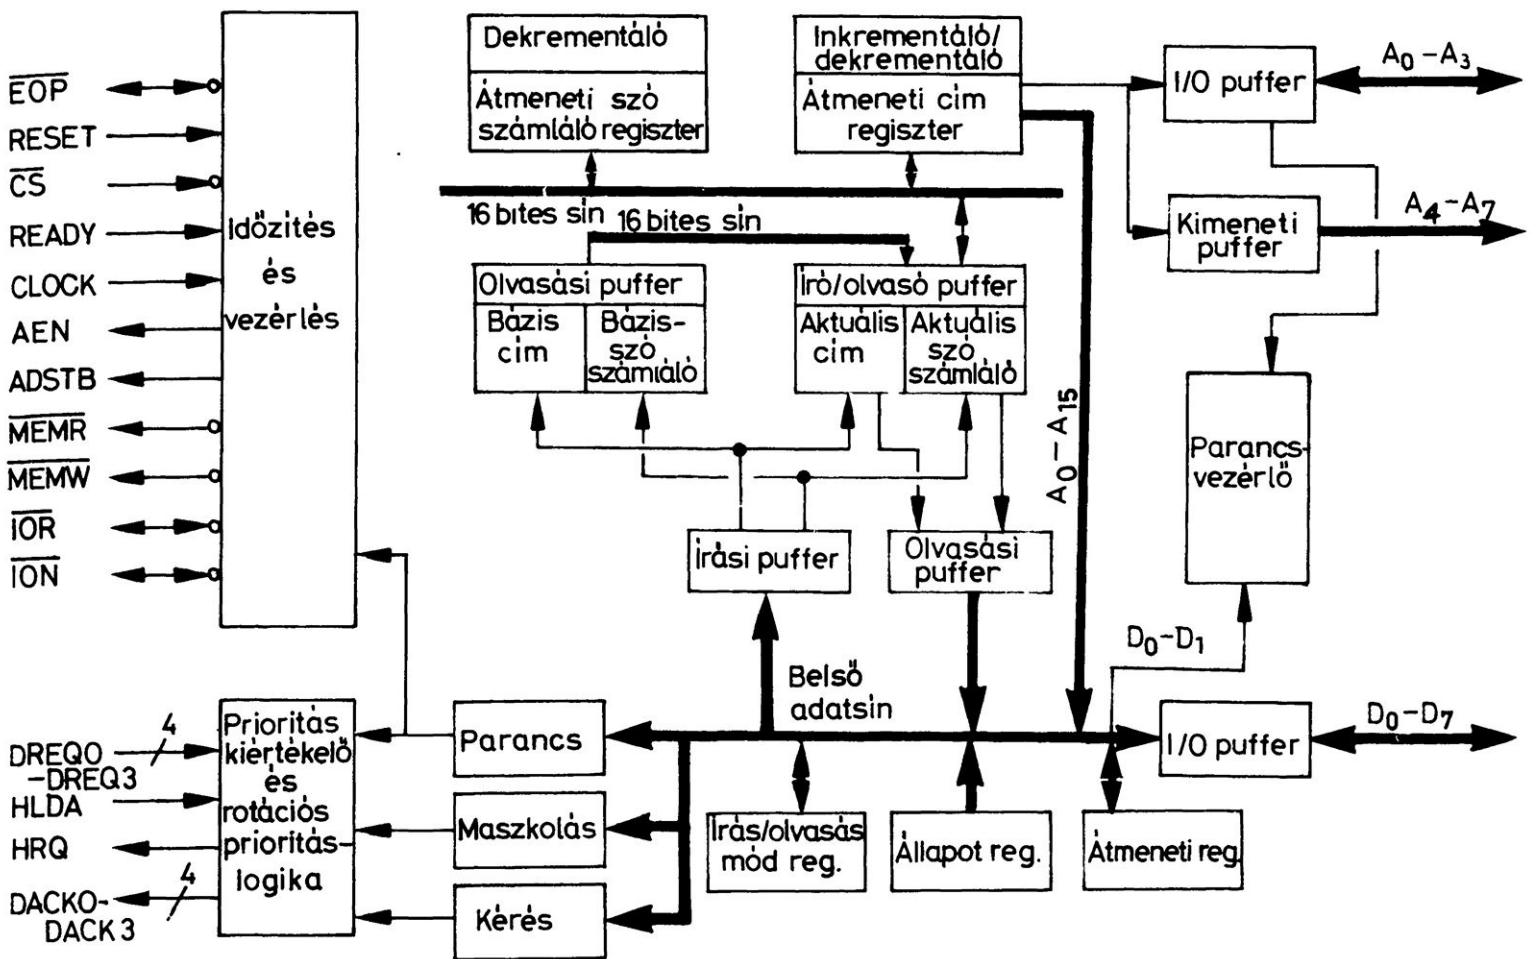 EOP
RESET
CS
READY
CLOCK
AEN
ADSTB
MEMR
MEMW
IOR
ION
Időzítés
és
vezérlés
Dekrementáló
Átmeneti szó
számláló regiszter
Inkrementáló/
dekrementáló
Átmeneti cím
regiszter
I/O puffer
A0-A3
Kimeneti
puffer
A4-A7
16 bites sín
16 bites sín
Olvasási puffer
Bázis
cím
Bázis-
szó
számláló
Író/olvasó puffer
Aktuális
cím
Aktuális
szó
számláló
A0-A15
Parancs-
vezérlő
Írási puffer
Olvasási
puffer
D0-D1
Belső
adatsín
DREQ0
-DREQ3
4
HLDA
HRQ
DACK0-
DACK3
4
Prioritás
kiértékelő
és
rotációs
prioritás-
logika
Parancs
Maszkolás
Kérés
Írás/olvasás
mód reg.
Állapot reg.
Átmeneti reg.
I/O puffer
D0-D7